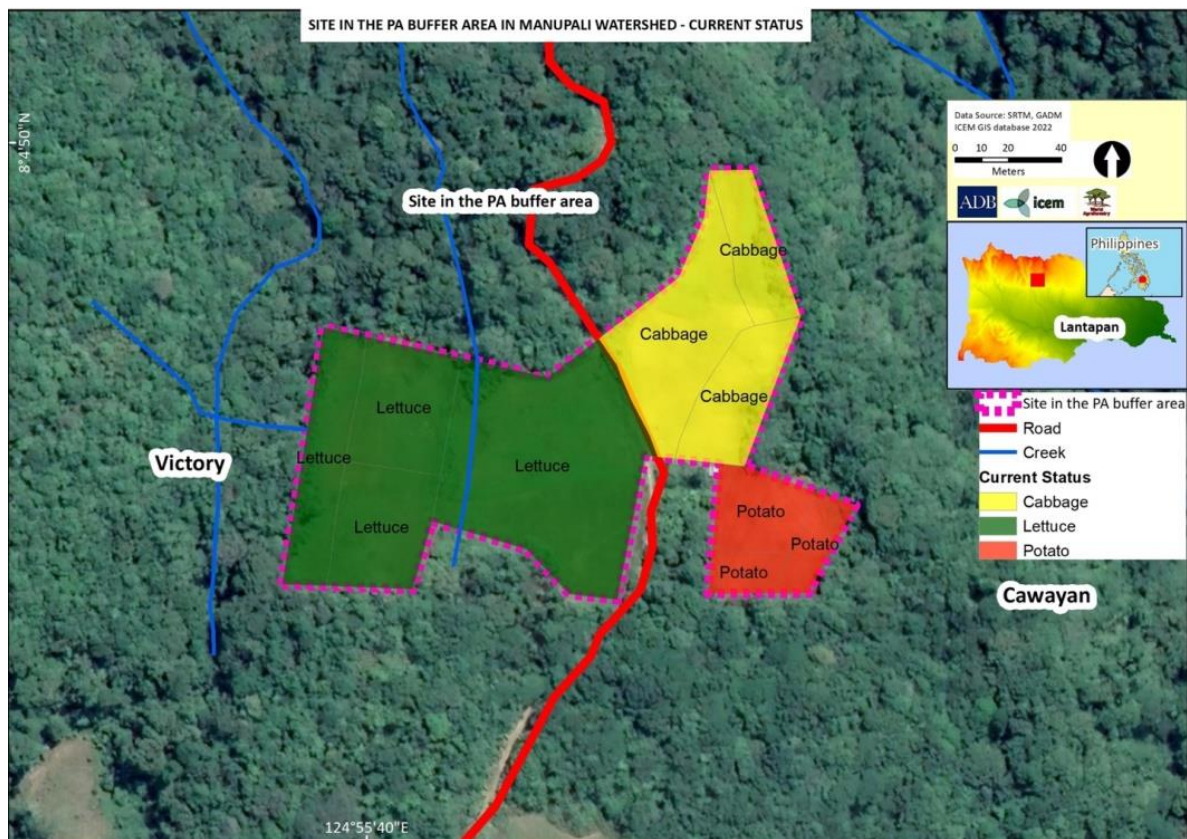 SITE IN THE PA BUFFER AREA IN MANUPALI WATERSHED - CURRENT STATUS
8°4'50"N
Data Source: SRTM, GADM
ICEM GIS database 2022
0 10 20 40
Meters
ADB
icem
World
Agroforestry
Philippines
Lantapan
Site in the PA buffer area
Road
Creek
Current Status
Cabbage
Lettuce
Potato
Site in the PA buffer area
Cabbage
Cabbage
Cabbage
Lettuce
Lettuce
Lettuce
Lettuce
Victory
Potato
Potato
Potato
Cawayan
124°55'40"E